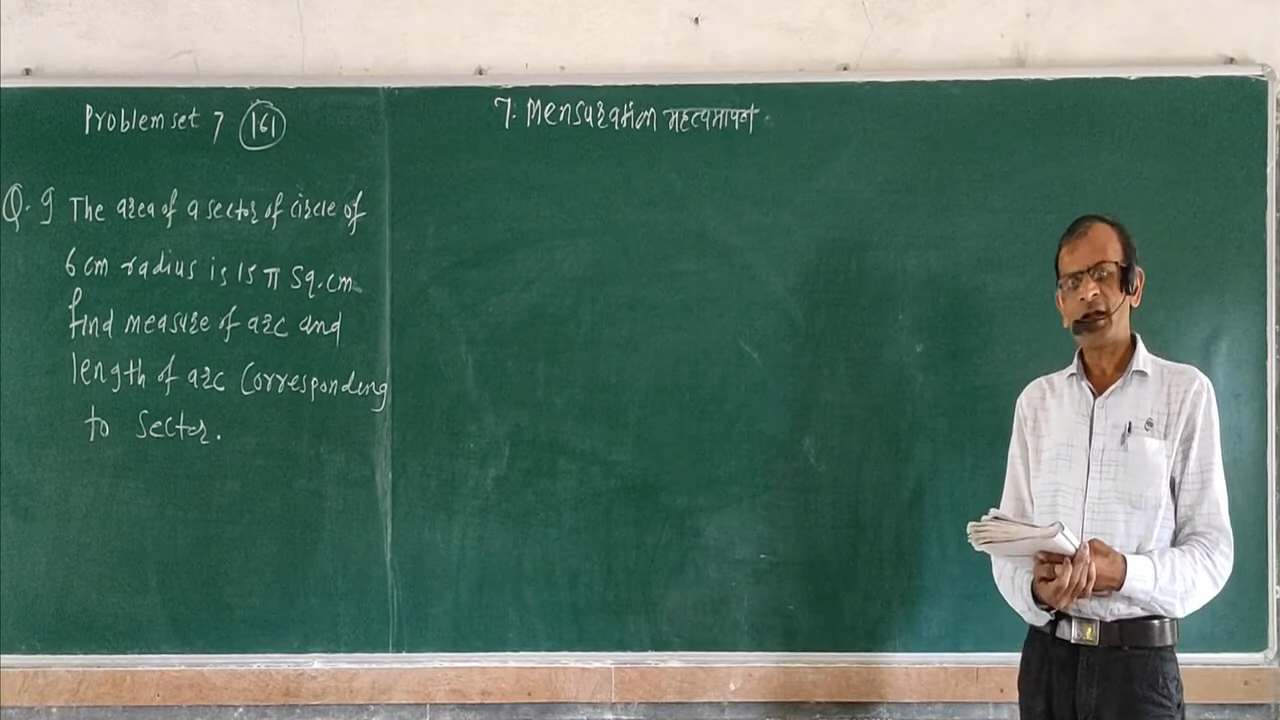 Problem set 7 161
7. Mensuration महत्वमापन
Q. 9 The area of a sector of circle of
6 cm radius is 15 π sq. cm.
find measure of arc and
length of arc corresponding
to sector.